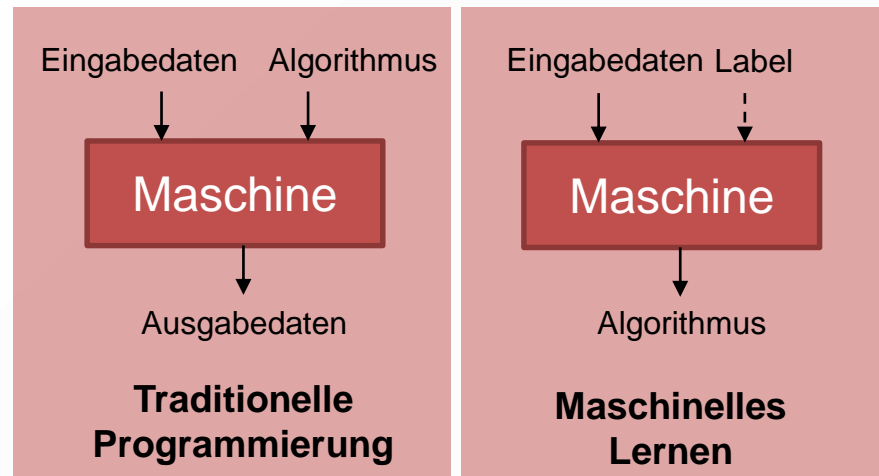 Eingabedaten Algorithmus
Maschine
Ausgabedaten
Traditionelle
Programmierung
Eingabedaten Label
Maschine
Algorithmus
Maschinelles
Lernen